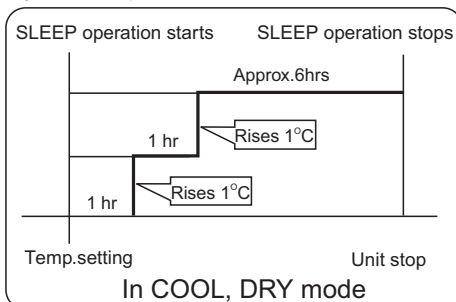 SLEEP operation starts SLEEP operation stops
Approx.6hrs
1 hr Rises 1°C
1 hr Rises 1°C
Temp.setting Unit stop
In COOL, DRY mode